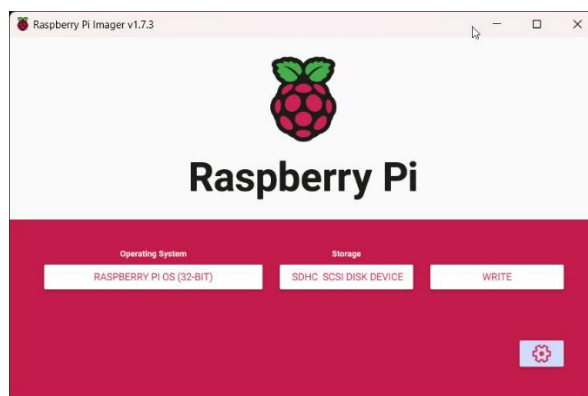 Raspberry Pi Imager v1.7.3
Raspberry Pi
Operating System
Storage
RASPBERRY PI OS (32-BIT)
SDHC SCSI DISK DEVICE
WRITE